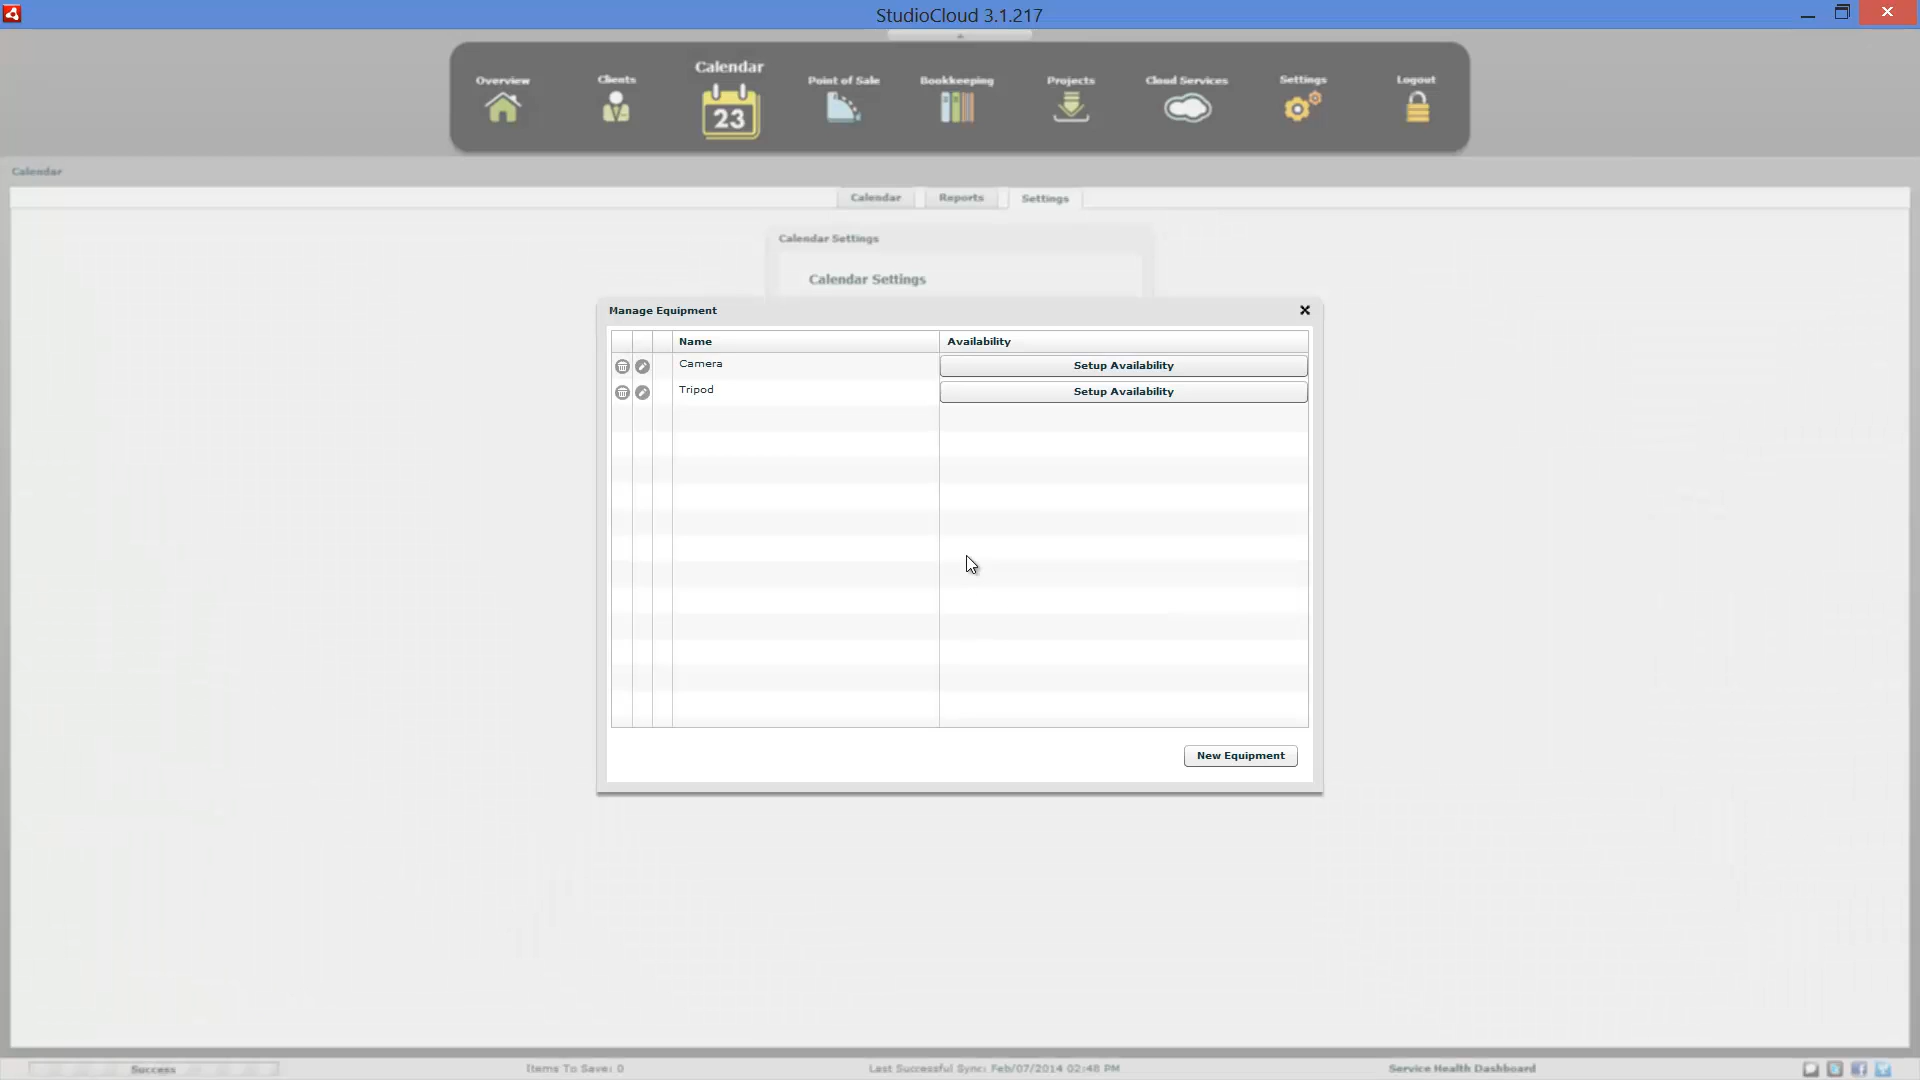 StudioCloud 3.1.217
Overview
Clients
Calendar
23
Point of Sale
Bookkeeping
Projects
Cloud Services
Settings
Logout
Calendar
Calendar
Reports
Settings
Calendar Settings
Calendar Settings
Manage Equipment
Name
Availability
Camera
Setup Availability
Tripod
Setup Availability
New Equipment
Success
Items To Save: 0
Last Successful Sync: Feb/07/2014 02:48 PM
Service Health Dashboard